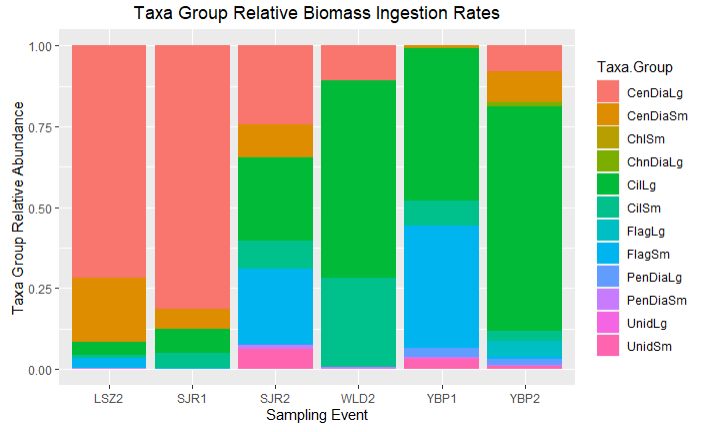 Taxa Group Relative Biomass Ingestion Rates
Taxa Group Relative Abundance
1.00
0.75
0.50
0.25
0.00
LSZ2 SJR1 SJR2 WLD2 YBP1 YBP2
Sampling Event
Taxa.Group
CenDiaLg
CenDiaSm
ChlSm
ChnDiaLg
CilLg
CilSm
FlagLg
FlagSm
PenDiaLg
PenDiaSm
UnidLg
UnidSm